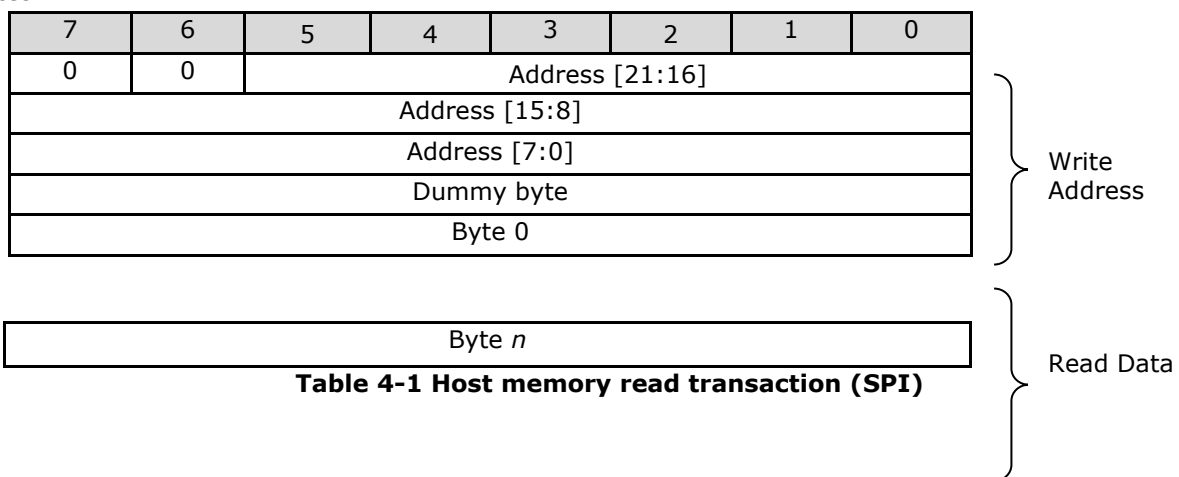 7 6 5 4 3 2 1 0
0 0 Address [21:16]
Address [15:8]
Address [7:0]
Dummy byte
Byte 0
Write
Address
Byte n
Read Data
Table 4-1 Host memory read transaction (SPI)